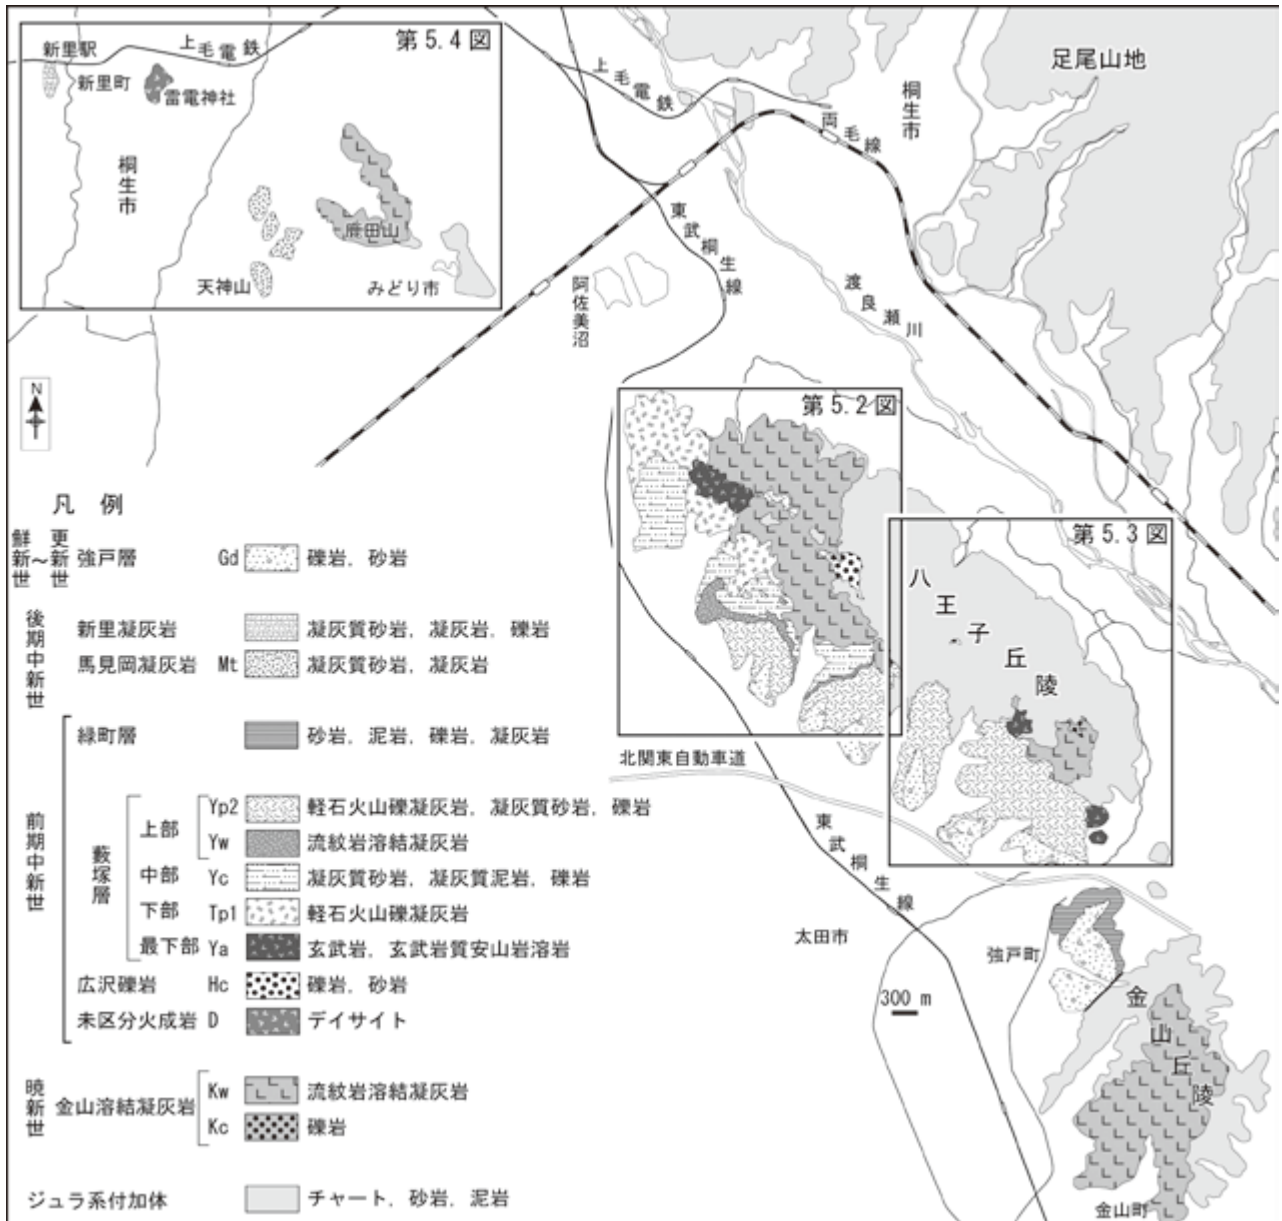 第 5.4 図
新里駅
上毛電鉄
新里町
雷電神社
桐生市
鹿田山
天神山
みどり市
上毛電鉄
両毛線
桐生市
足尾山地
東武桐生線
阿佐美沼
渡良瀬川
N
第 5.2 図
第 5.3 図
八王子丘陵
北関東自動車道
東武桐生線
太田市
強戸町
300 m
金山丘陵
金山町
凡 例
鮮新世~更新世 強戸層 Gd 礫岩, 砂岩
後期中新世
新里凝灰岩 凝灰質砂岩, 凝灰岩, 礫岩
馬見岡凝灰岩 Mt 凝灰質砂岩, 凝灰岩
前期中新世
緑町層 砂岩, 泥岩, 礫岩, 凝灰岩
藪塚層
上部 Yp2 軽石火山礫凝灰岩, 凝灰質砂岩, 礫岩
Yw 流紋岩溶結凝灰岩
中部 Yc 凝灰質砂岩, 凝灰質泥岩, 礫岩
下部 Tp1 軽石火山礫凝灰岩
最下部 Ya 玄武岩, 玄武岩質安山岩溶岩
広沢礫岩 Hc 礫岩, 砂岩
未区分火成岩 D デイサイト
暁新世
金山溶結凝灰岩 Kw 流紋岩溶結凝灰岩
Kc 礫岩
ジュラ系付加体 チャート, 砂岩, 泥岩